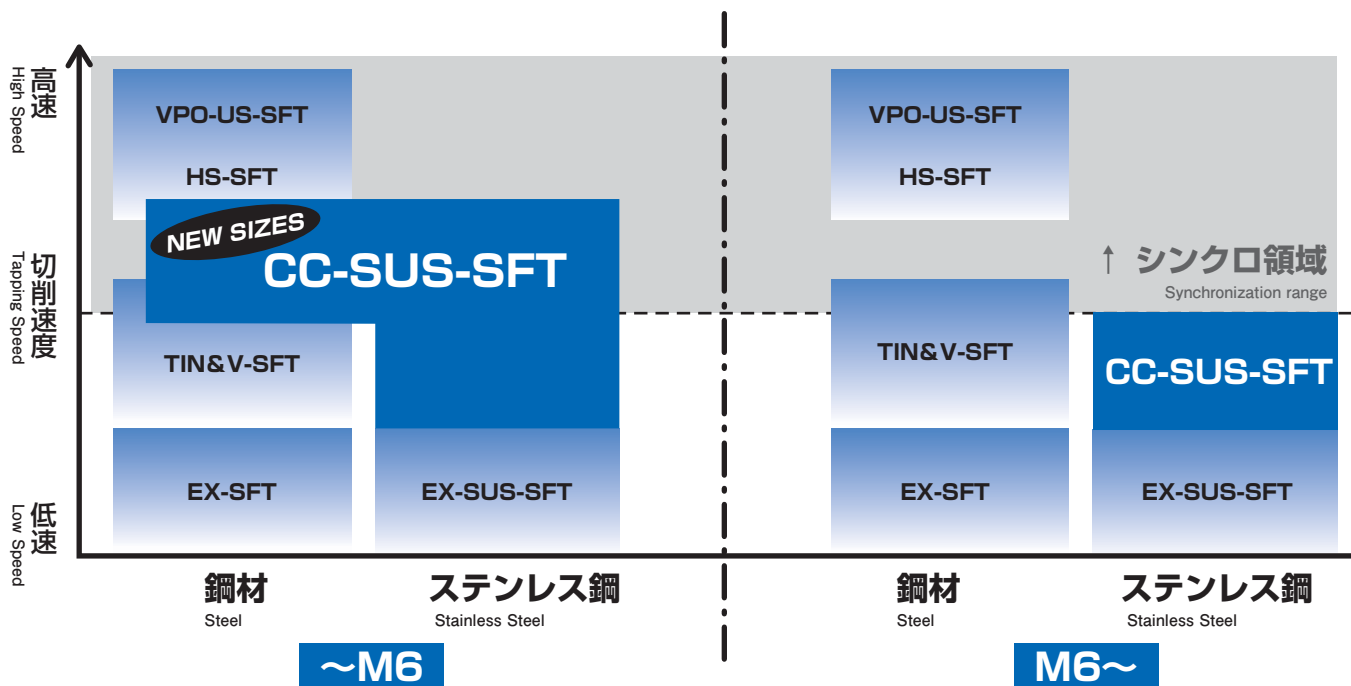 高速
High Speed
切削速度
Tapping Speed
低速
Low Speed
VPO-US-SFT
HS-SFT
NEW SIZES
CC-SUS-SFT
TIN&V-SFT
EX-SFT
EX-SUS-SFT
鋼材
Steel
ステンレス鋼
Stainless Steel
～M6
VPO-US-SFT
HS-SFT
↑ シンクロ領域
Synchronization range
TIN&V-SFT
CC-SUS-SFT
EX-SFT
EX-SUS-SFT
鋼材
Steel
ステンレス鋼
Stainless Steel
M6～